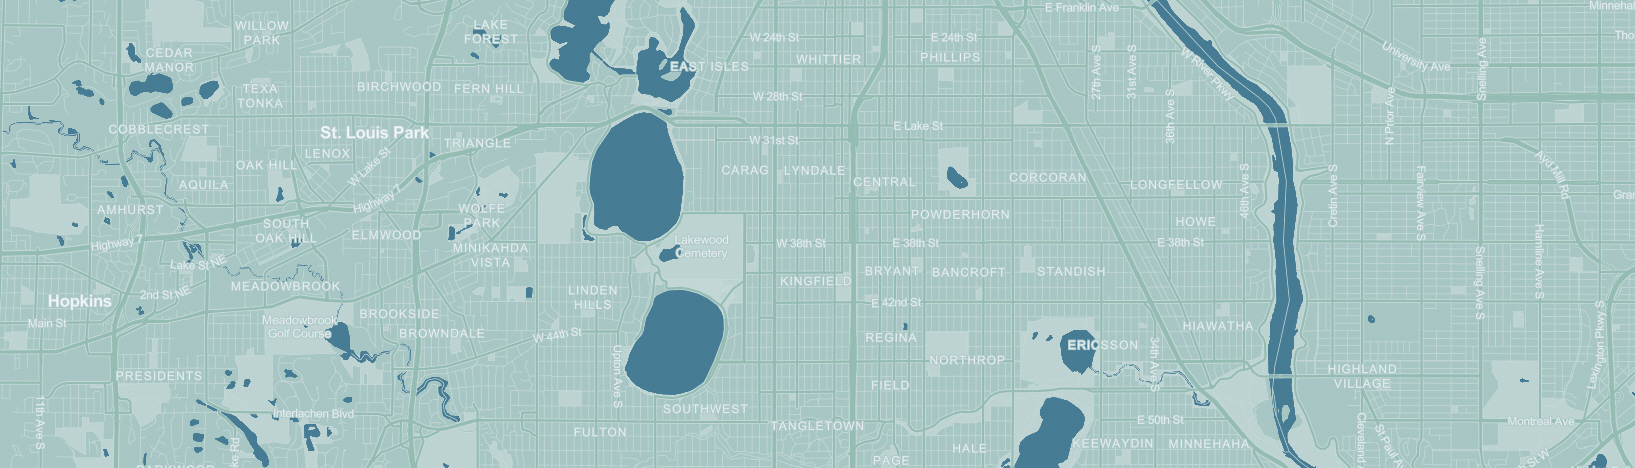 E Franklin Ave
Minnehah
WILLOW
PARK
LAKE
FOREST
W 24th St
E 24th St
University Ave
Snelling Ave
Tho
CEDAR
MANOR
EAST ISLES
WHITTIER
PHILLIPS
27th Ave S
31st Ave S
W River Pkwy
TEXA
TONKA
BIRCHWOOD
FERN HILL
W 28th St
36th Ave S
N Prior Ave
COBBLECREST
St. Louis Park
TRIANGLE
E Lake St
W 31st St
OAK HILL
LENOX
W Lake St
CARAG
LYNDALE
CENTRAL
CORCORAN
LONGFELLOW
46th Ave S
Cretin Ave S
Fairview Ave S
Ayd Mill Rd
Gran
AQUILA
Highway 7
AMHURST
WOLFE
PARK
POWDERHORN
HOWE
SOUTH
OAK HILL
ELMWOOD
Highway 7
MINIKAHDA
VISTA
Lakewood
Cemetery
W 38th St
E 38th St
E 38th St
Snelling Ave S
Hamline Ave S
Lake St NE
MEADOWBROOK
KINGFIELD
BRYANT
BANCROFT
STANDISH
2nd St NE
Hopkins
LINDEN
HILLS
E 42nd St
Main St
Meadowbrook
Golf Course
BROOKSIDE
BROWNDALE
W 44th St
REGINA
HIAWATHA
ERICSSON
34th Ave S
Lexington Pkwy S
NORTHROP
PRESIDENTS
Upton Ave S
FIELD
HIGHLAND
VILLAGE
11th Ave S
Interlachen Blvd
SOUTHWEST
E 50th St
Montreal Ave
FULTON
TANGLETOWN
Cleveland
St Paul A
HALE
KEEWAYDIN
MINNEHAHA
PAGE
ke Rd
St W
PARKWOOD